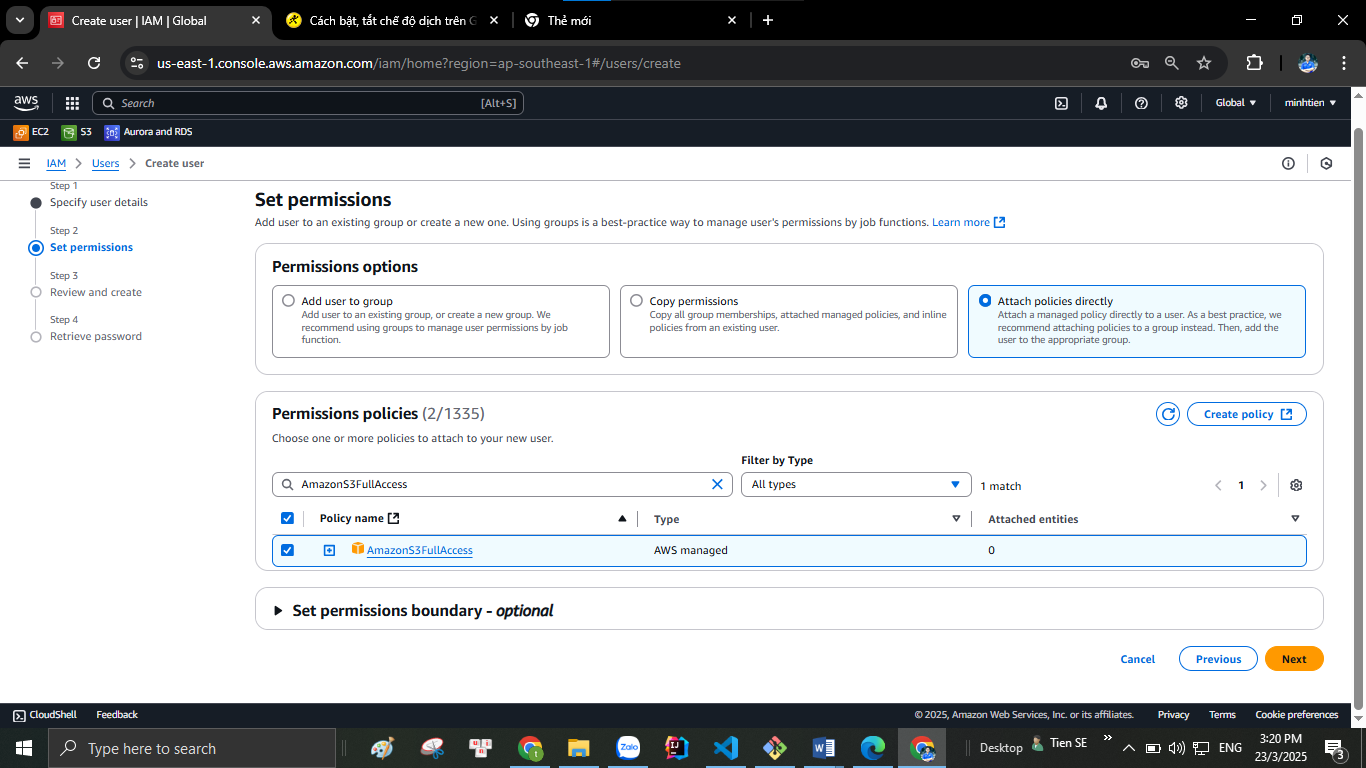 Create user | IAM | Global
Cách bật, tắt chế độ dịch trên G
Thẻ mới
us-east-1.console.aws.amazon.com/iam/home?region=ap-southeast-1#/users/create
aws
Search
[Alt+S]
Global
minhtien
EC2
S3
Aurora and RDS
IAM
Users
Create user
Step 1
Specify user details
Step 2
Set permissions
Step 3
Review and create
Step 4
Retrieve password
Set permissions
Add user to an existing group or create a new one. Using groups is a best-practice way to manage user's permissions by job functions. Learn more
Permissions options
Add user to group
Add user to an existing group, or create a new group. We
recommend using groups to manage user permissions by job
function.
Copy permissions
Copy all group memberships, attached managed policies, and inline
policies from an existing user.
Attach policies directly
Attach a managed policy directly to a user. As a best practice, we
recommend attaching policies to a group instead. Then, add the
user to the appropriate group.
Permissions policies (2/1335)
Create policy
Choose one or more policies to attach to your new user.
Filter by Type
AmazonS3FullAccess
All types
1 match
1
Policy name
Type
Attached entities
AmazonS3FullAccess
AWS managed
0
Set permissions boundary - optional
Cancel
Previous
Next
CloudShell
Feedback
© 2025, Amazon Web Services, Inc. or its affiliates.
Privacy
Terms
Cookie preferences
Type here to search
Zalo
Desktop
Tien SE
ENG
3:20 PM
23/3/2025
3